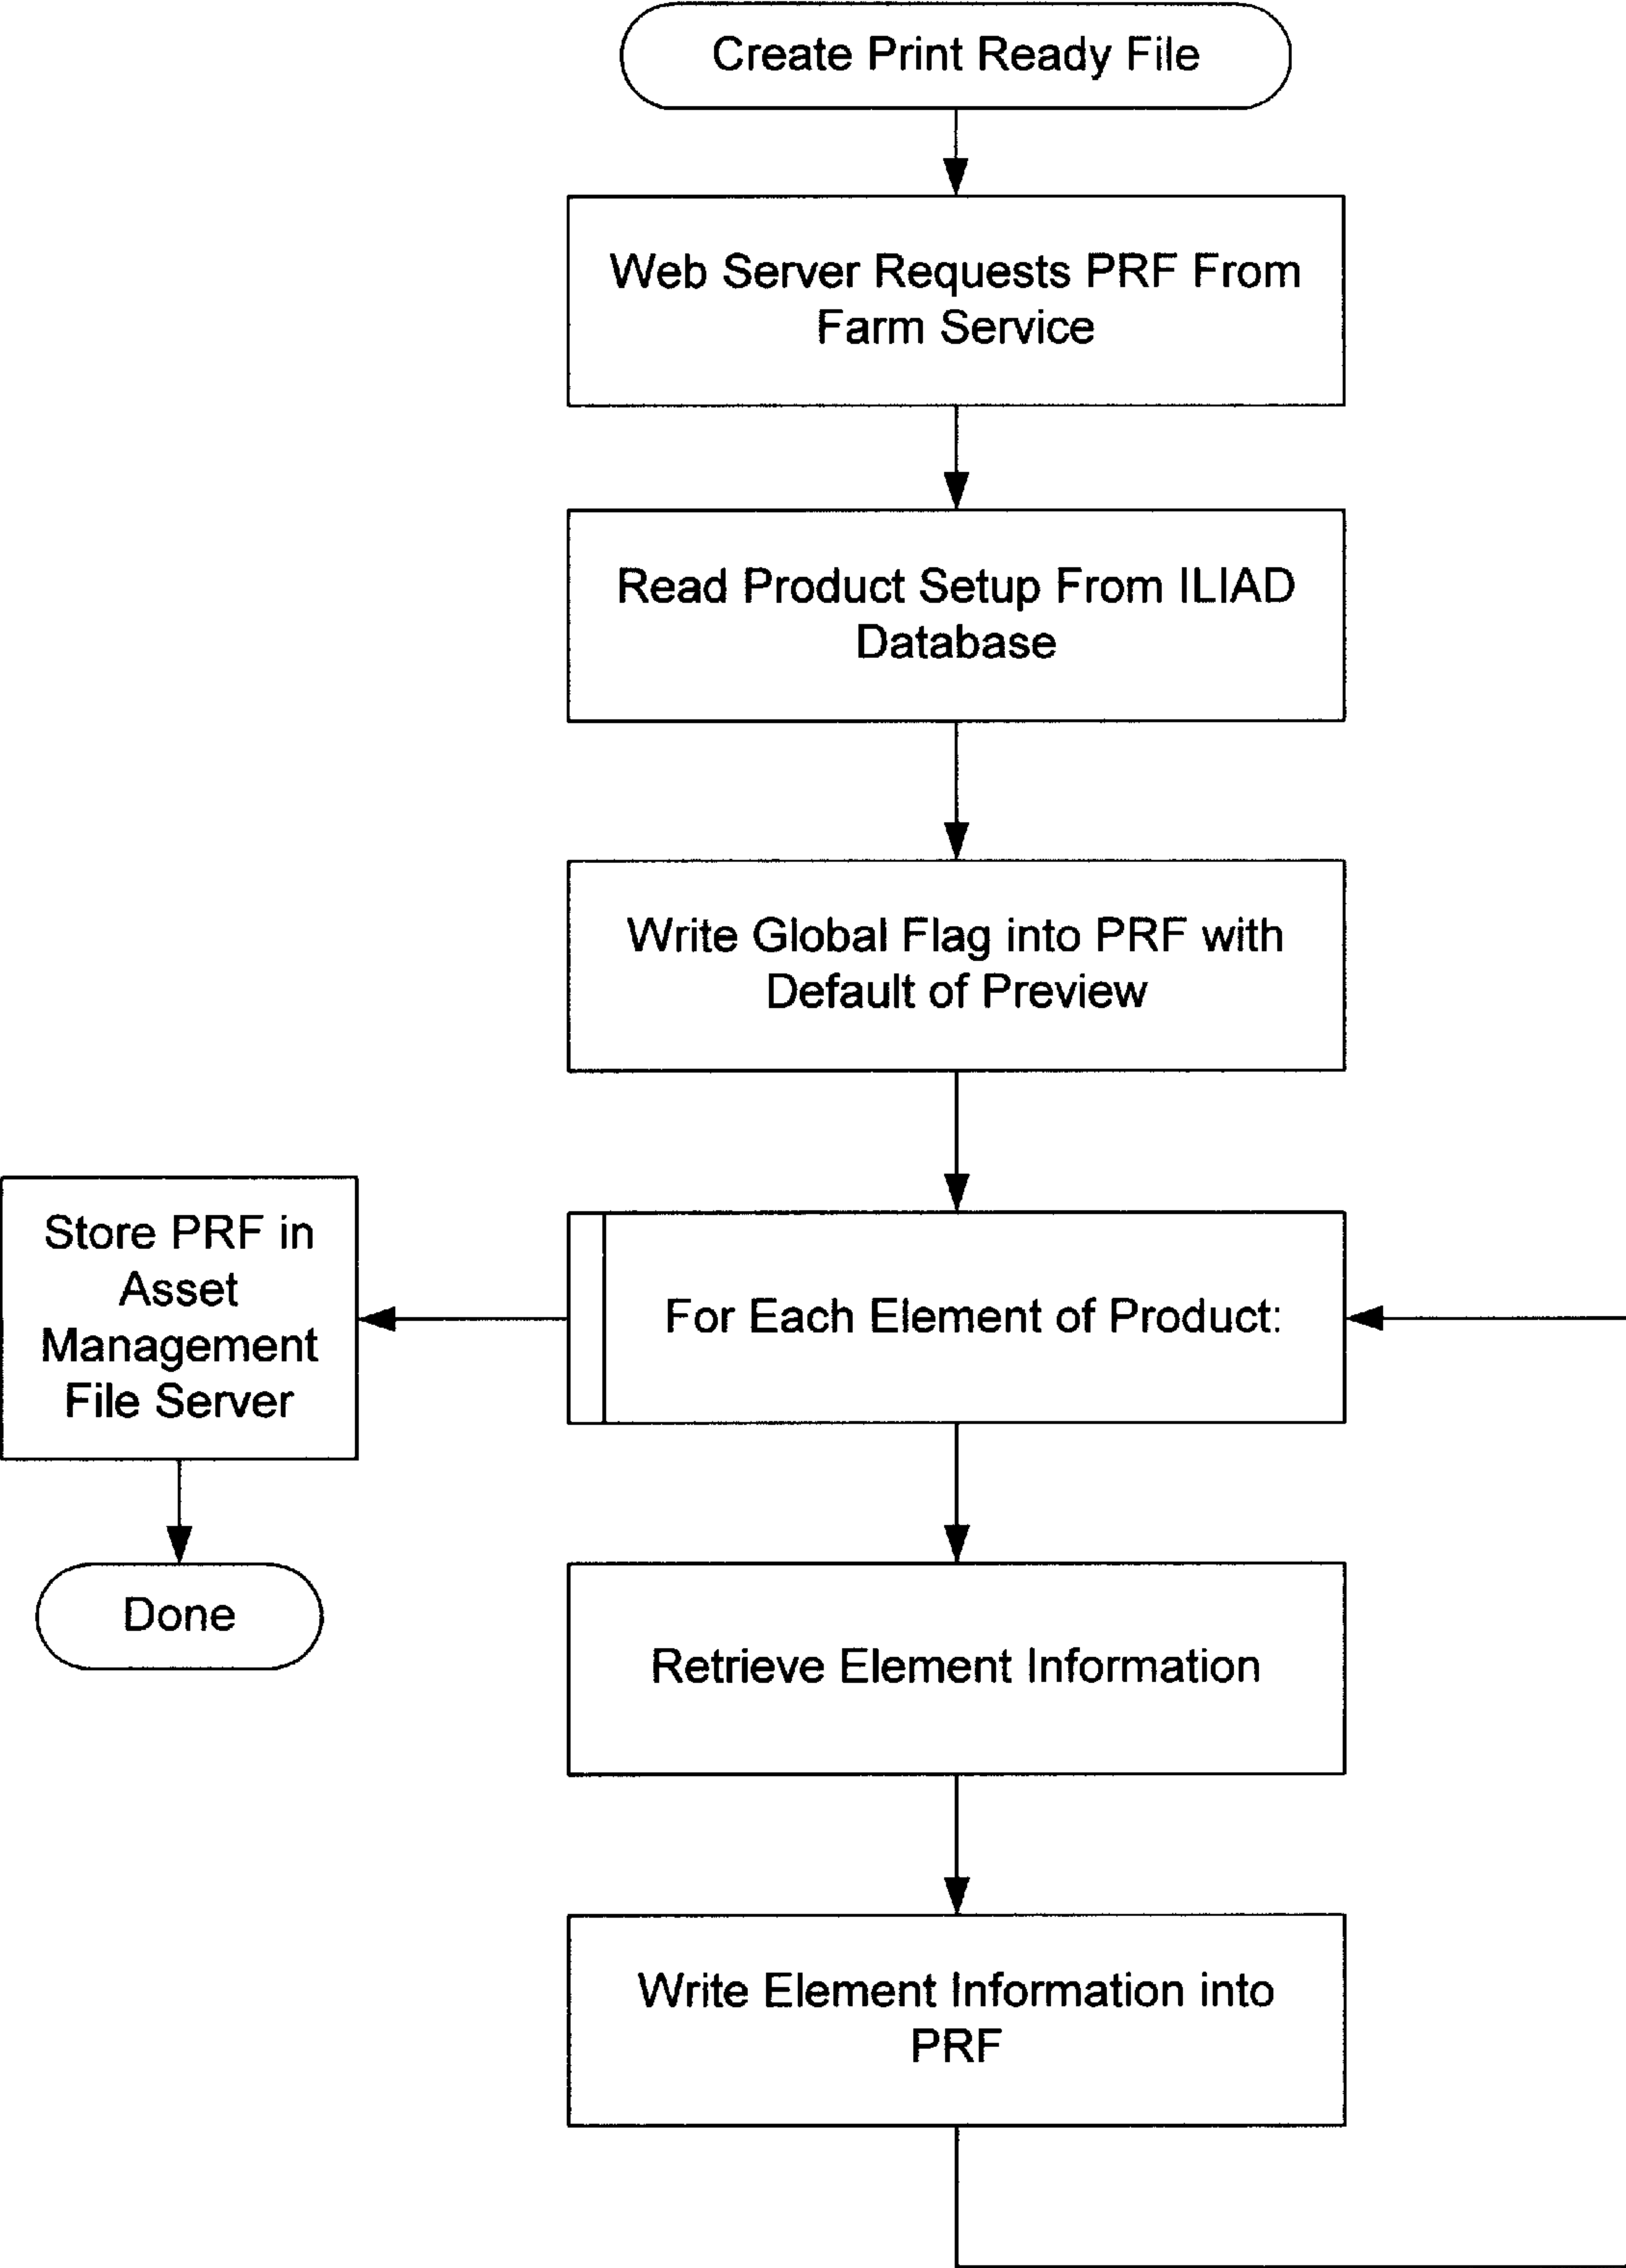 Create Print Ready File
Web Server Requests PRF From
Farm Service
Read Product Setup From ILIAD
Database
Write Global Flag into PRF with
Default of Preview
Store PRF in
Asset
Management
File Server
For Each Element of Product:
Done
Retrieve Element Information
Write Element Information into
PRF